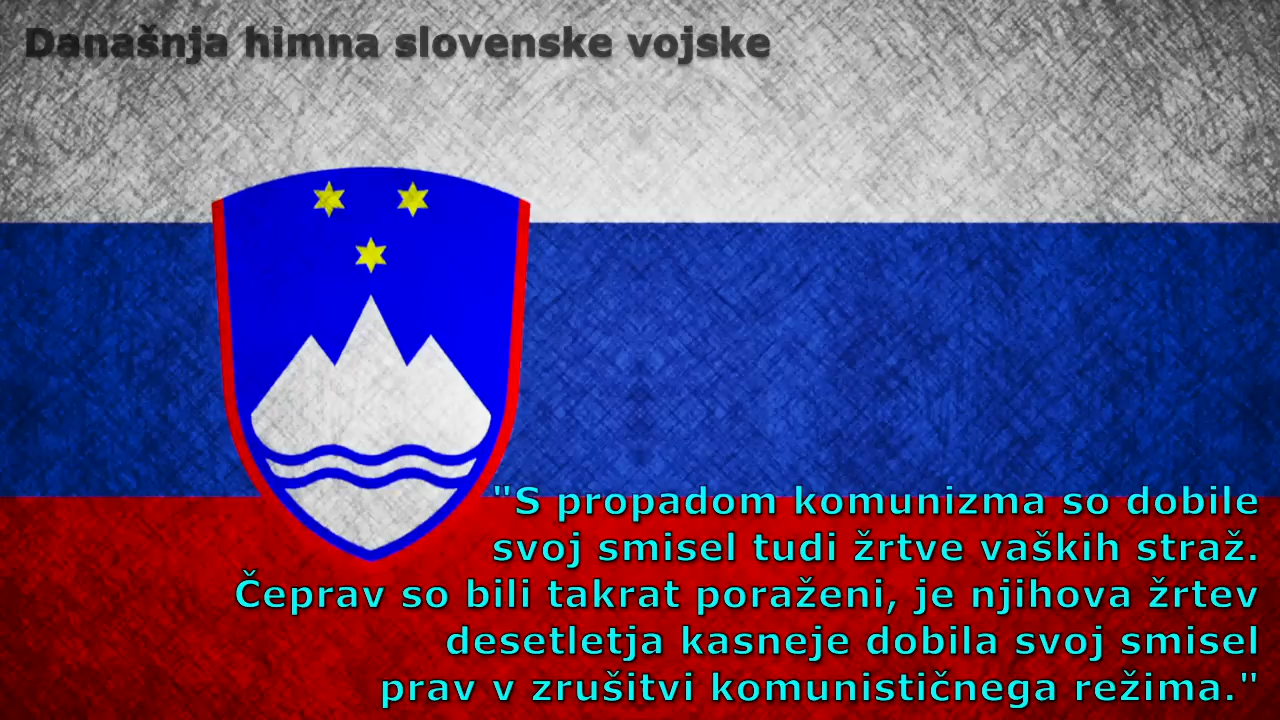 Današnja himna slovenske vojske
"S propadom komunizma so dobile
svoj smisel tudi žrtve vaških straž.
Čeprav so bili takrat poraženi, je njihova žrtev
desetletja kasneje dobila svoj smisel
prav v zrušitvi komunističnega režima."